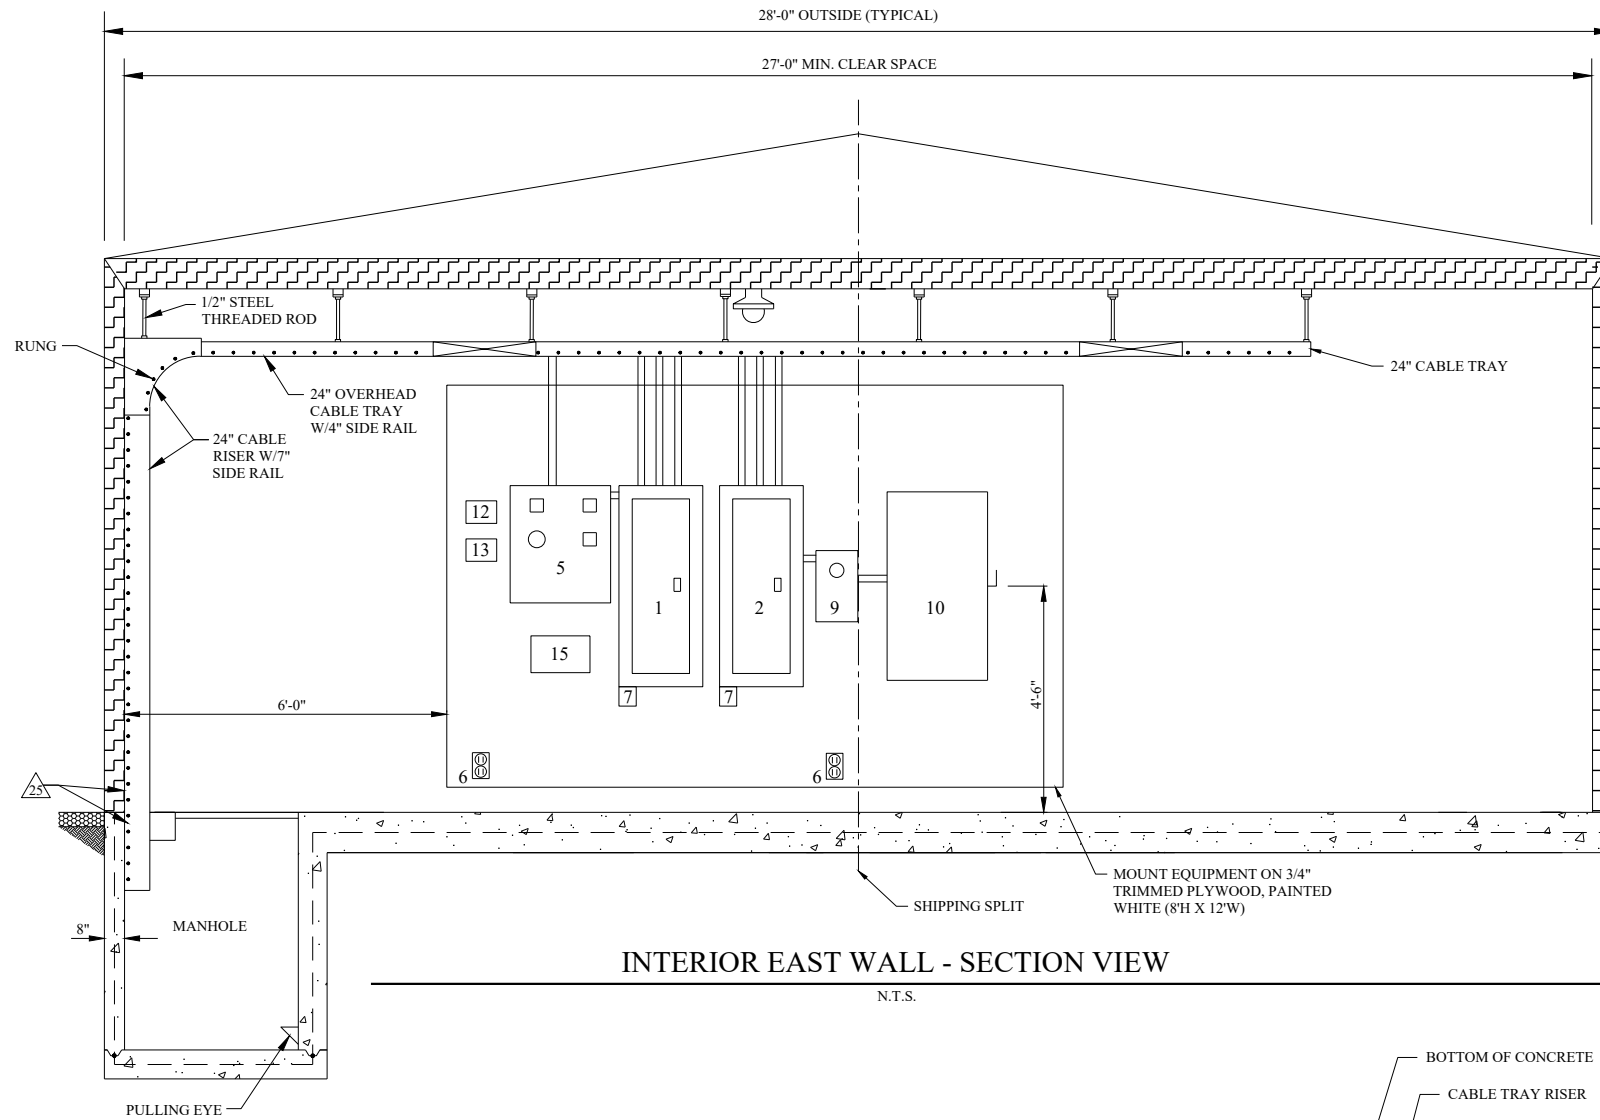 28'-0" OUTSIDE (TYPICAL)
27'-0" MIN. CLEAR SPACE
1/2" STEEL
THREADED ROD
RUNG
24" CABLE TRAY
24" OVERHEAD
CABLE TRAY
W/4" SIDE RAIL
24" CABLE
RISER W/7"
SIDE RAIL
12
13
5
1
2
9
10
15
7
7
4'-6"
6'-0"
6
6
25
MOUNT EQUIPMENT ON 3/4"
TRIMMED PLYWOOD, PAINTED
WHITE (8'H X 12'W)
SHIPPING SPLIT
8"
MANHOLE
INTERIOR EAST WALL - SECTION VIEW
N.T.S.
BOTTOM OF CONCRETE
CABLE TRAY RISER
PULLING EYE